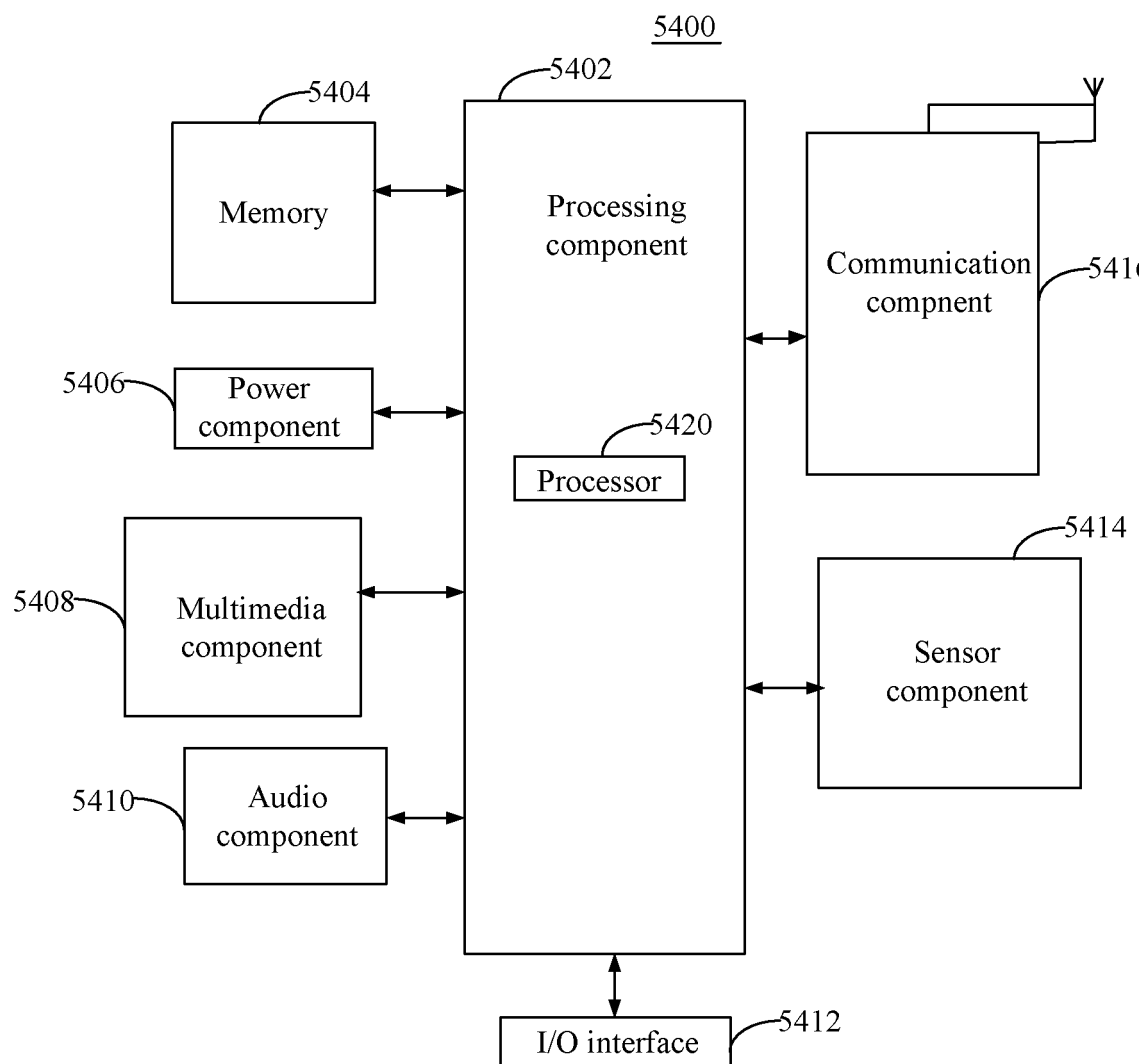 5400
5402
5404
Memory
Processing
component
Communication
compnent
5416
5406
Power
component
5420
Processor
5414
5408
Multimedia
component
Sensor
component
5410
Audio
component
I/O interface
5412